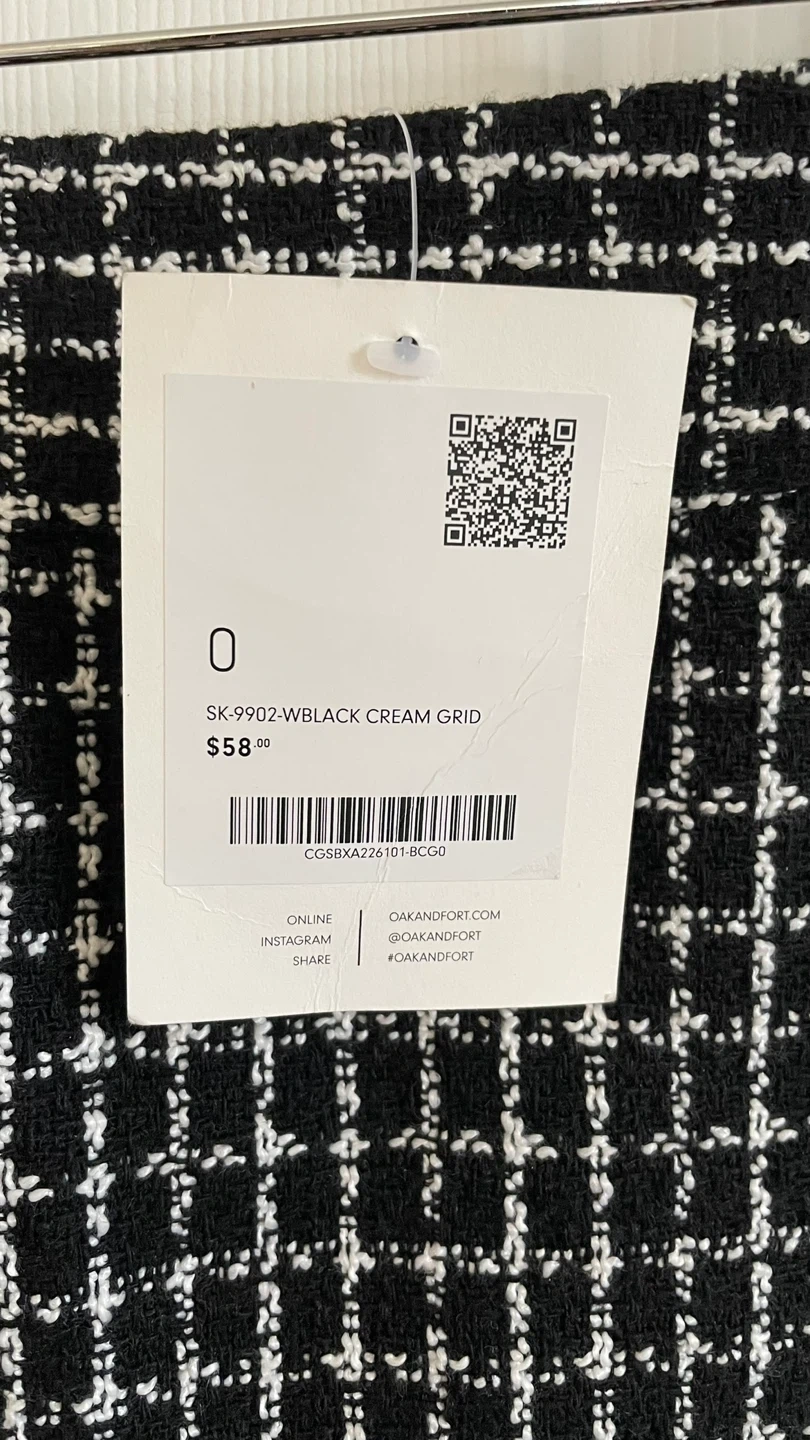 0
SK-9902-WBLACK CREAM GRID
$58.00
CGSBXA226101-BCG0
ONLINE OAKANDFORT.COM
INSTAGRAM @OAKANDFORT
SHARE #OAKANDFORT